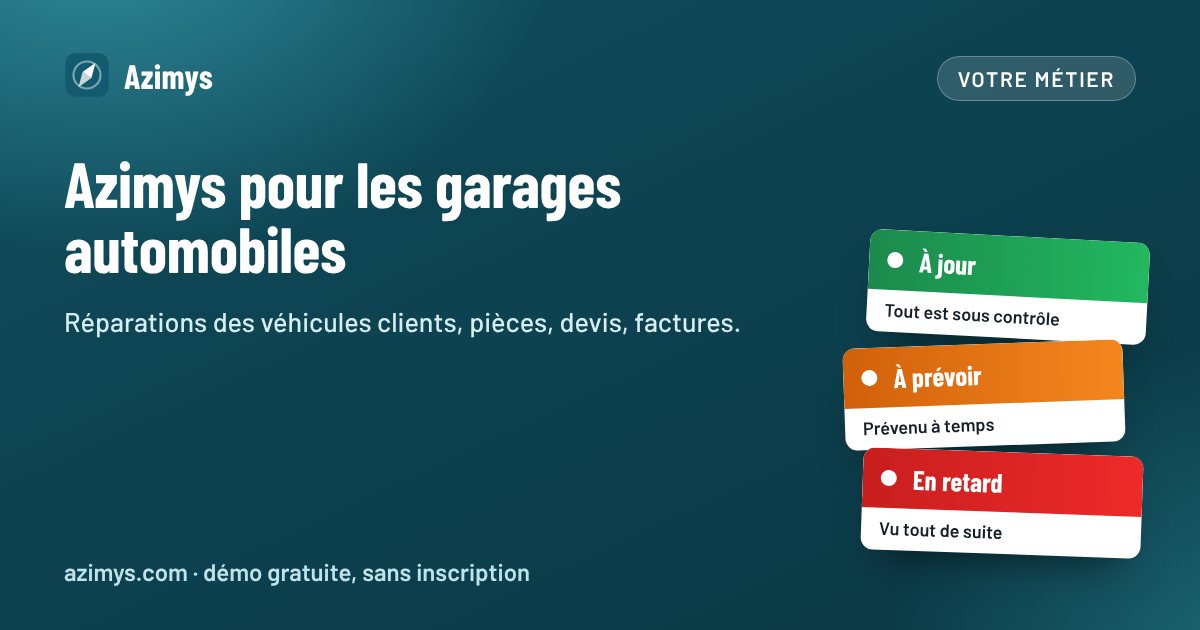 Azimys
VOTRE MÉTIER
Azimys pour les garages
automobiles
Réparations des véhicules clients, pièces, devis, factures.
À jour
Tout est sous contrôle
À prévoir
Prévenu à temps
En retard
Vu tout de suite
azimys.com · démo gratuite, sans inscription